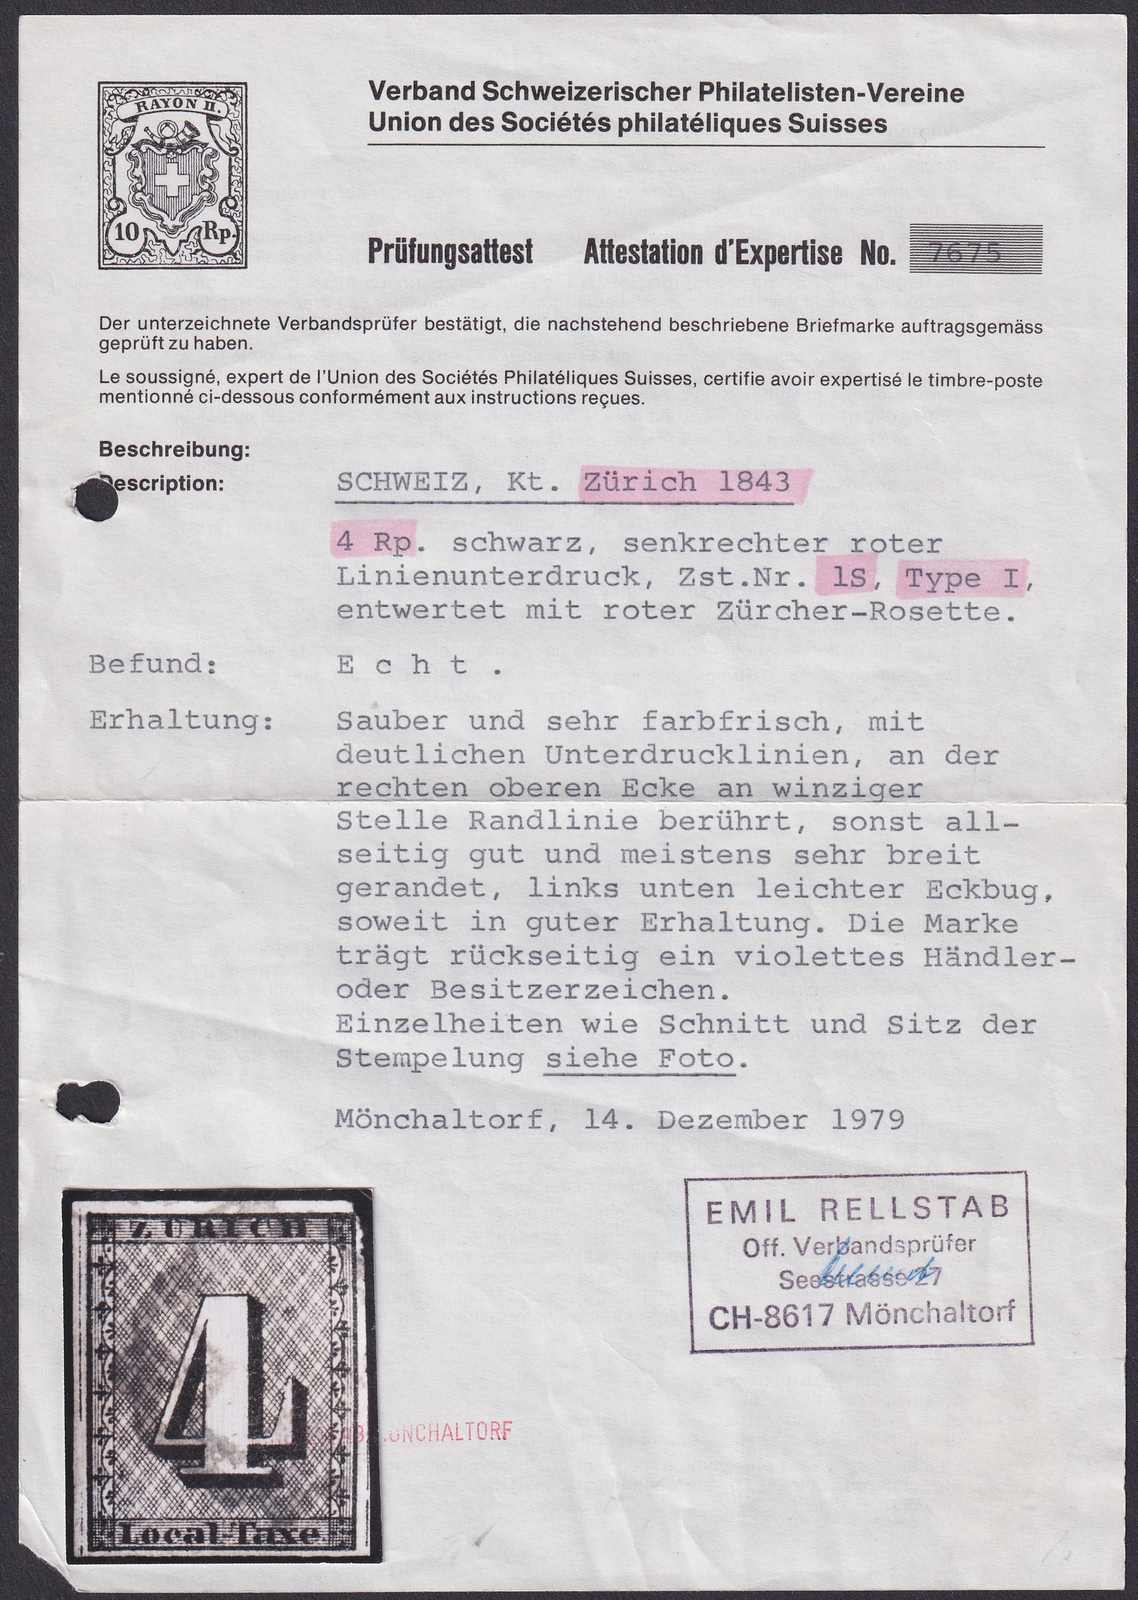 RAYON II.
10 Rp.
Verband Schweizerischer Philatelisten-Vereine
Union des Sociétés philatéliques Suisses
Prüfungsattest Attestation d'Expertise No. 7675
Der unterzeichnete Verbandsprüfer bestätigt, die nachstehend beschriebene Briefmarke auftragsgemäss
geprüft zu haben.
Le soussigné, expert de l'Union des Sociétés Philatéliques Suisses, certifie avoir expertisé le timbre-poste
mentionné ci-dessous conformément aux instructions reçues.
Beschreibung:
Description: SCHWEIZ, Kt. Zürich 1843
4 Rp. schwarz, senkrechter roter
Linienunterdruck, Zst.Nr. 1S, Type I,
entwertet mit roter Zürcher-Rosette.
Befund: E c h t .
Erhaltung: Sauber und sehr farbfrisch, mit
deutlichen Unterdrucklinien, an der
rechten oberen Ecke an winziger
Stelle Randlinie berührt, sonst all-
seitig gut und meistens sehr breit
gerandet, links unten leichter Eckbug,
soweit in guter Erhaltung. Die Marke
trägt rückseitig ein violettes Händler-
oder Besitzerzeichen.
Einzelheiten wie Schnitt und Sitz der
Stempelung siehe Foto.
Mönchaltorf, 14. Dezember 1979
EMIL RELLSTAB
Off. Verbandsprüfer
Seestrasse 27
CH-8617 Mönchaltorf
ZÜRICH
4
Local-Taxe.